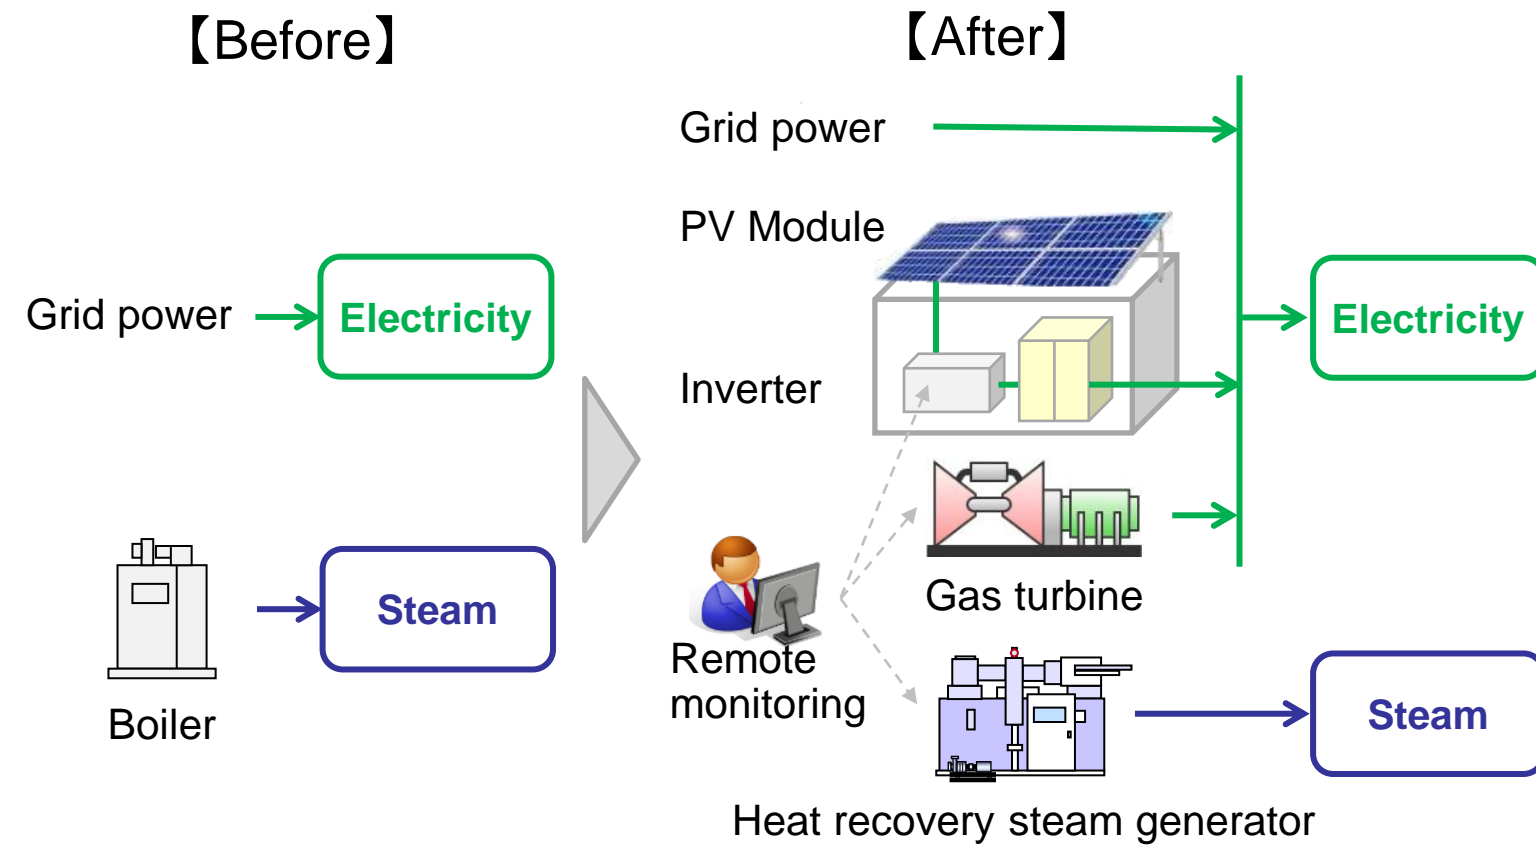 【Before】
Grid power
Electricity
Boiler
Steam
【After】
Grid power
PV Module
Inverter
Electricity
Gas turbine
Remote
monitoring
Steam
Heat recovery steam generator